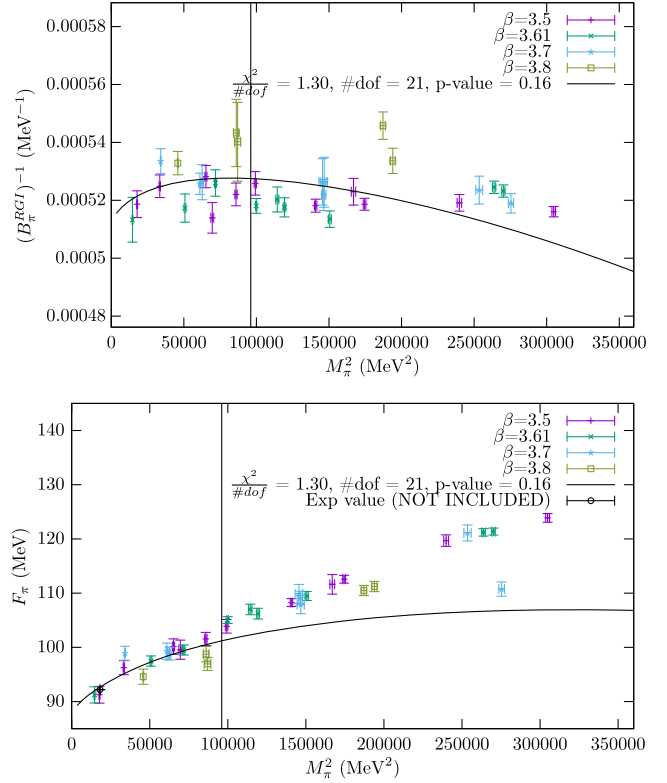 0.00058
0.00056
0.00054
0.00052
0.0005
0.00048
(B_π^{RGI})^{-1} (MeV^{-1})
β=3.5
β=3.61
β=3.7
β=3.8
χ²/#dof = 1.30, #dof = 21, p-value = 0.16
0 50000 100000 150000 200000 250000 300000 350000
M_π² (MeV²)
140
130
120
110
100
90
F_π (MeV)
β=3.5
β=3.61
β=3.7
β=3.8
χ²/#dof = 1.30, #dof = 21, p-value = 0.16
Exp value (NOT INCLUDED)
0 50000 100000 150000 200000 250000 300000 350000
M_π² (MeV²)